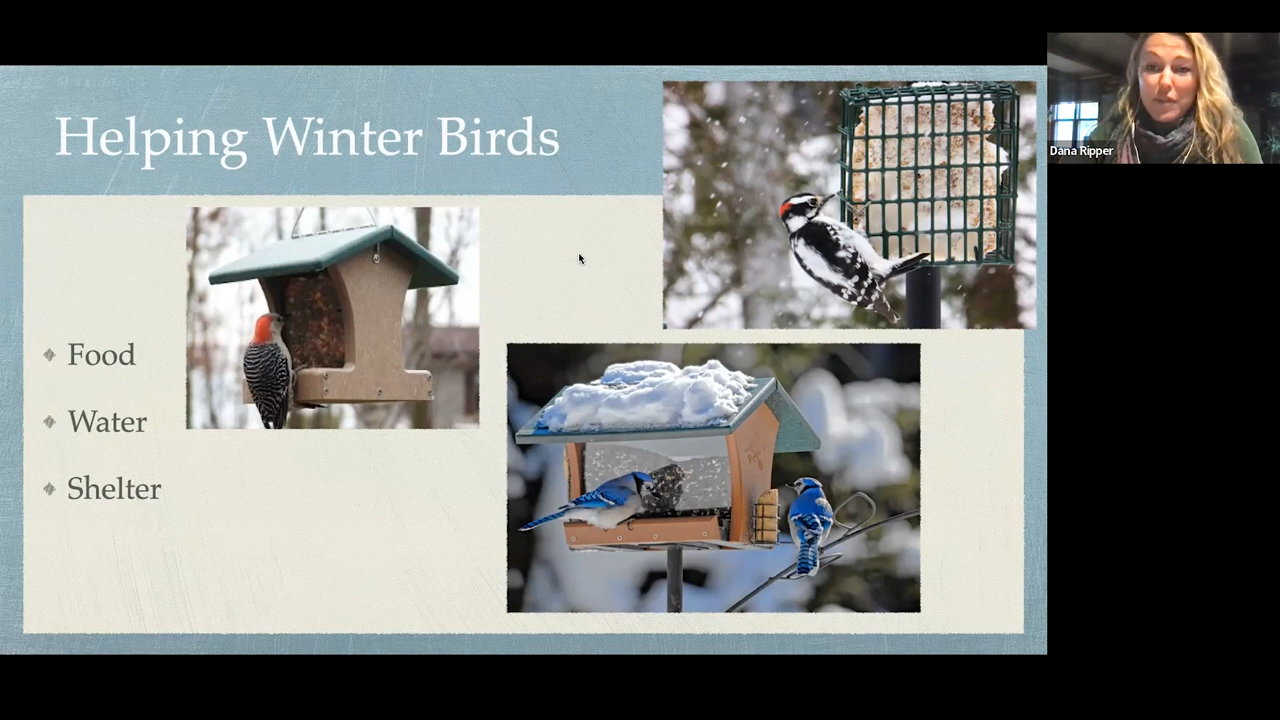 Helping Winter Birds
Food
Water
Shelter
Dana Ripper